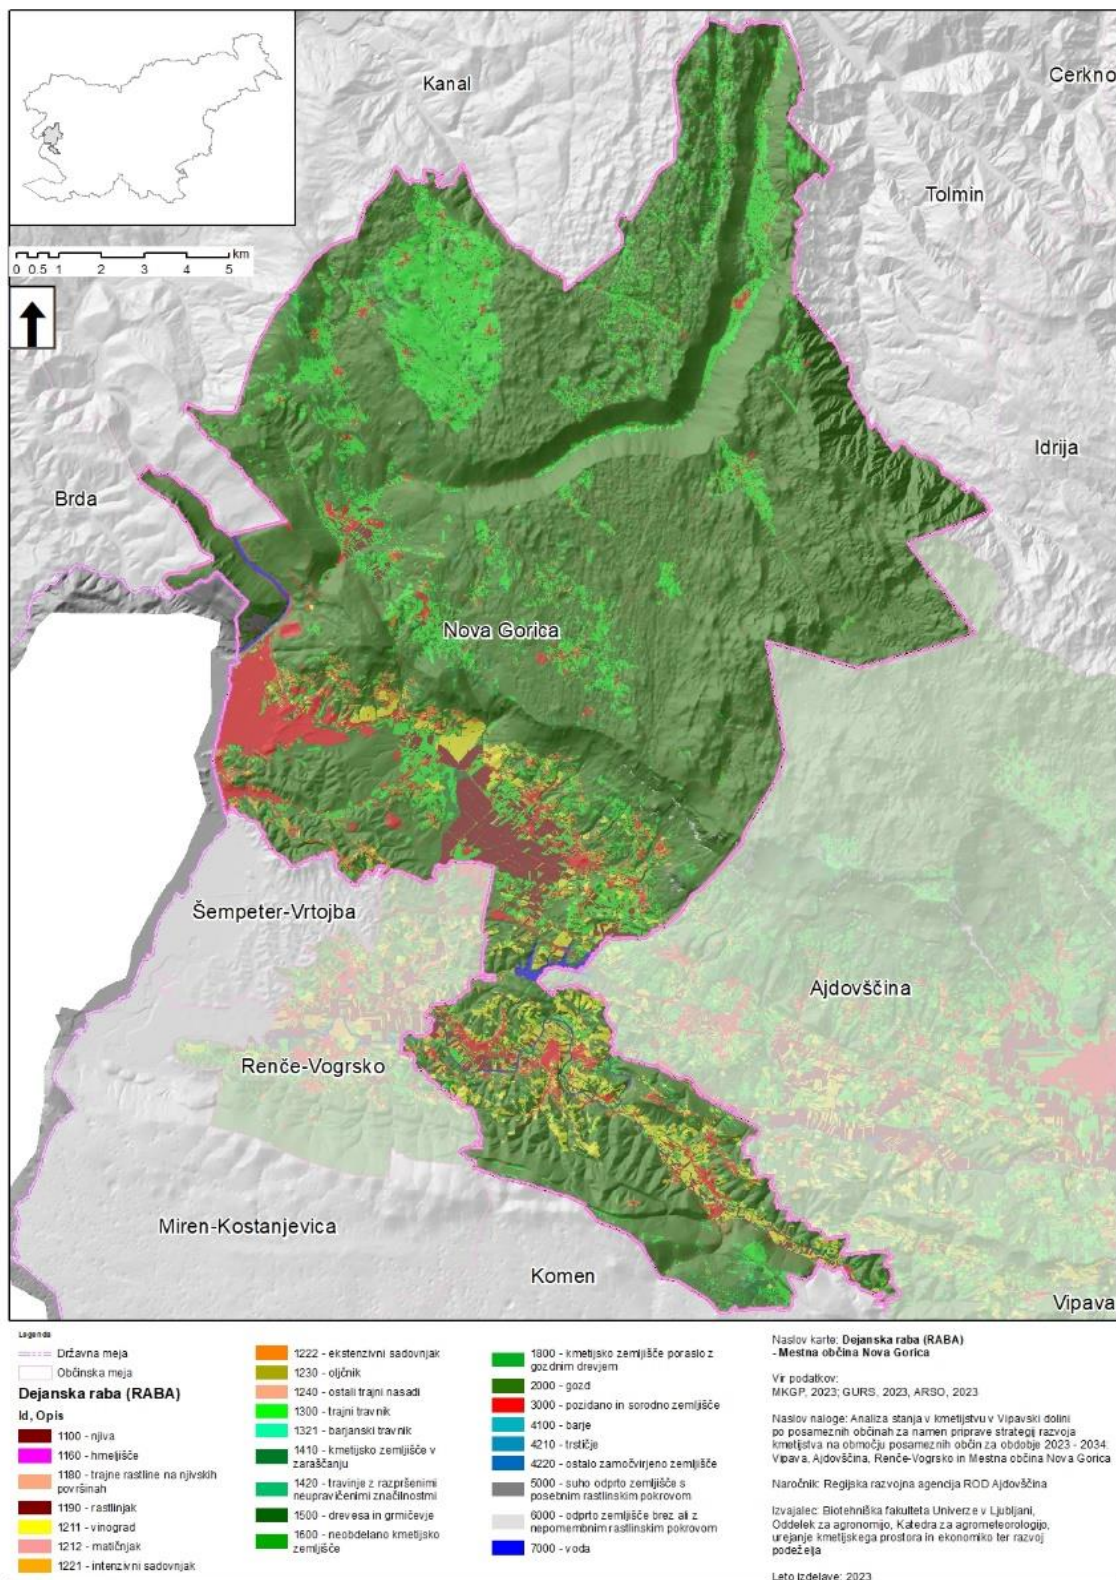 Kanal
Cerkno
Tolmin
km
0 0.5 1 2 3 4 5
Idrija
Brda
Nova Gorica
Šempeter-Vrtojba
Ajdovščina
Renče-Vogrsko
Miren-Kostanjevica
Komen
Vipava
Legenda
Državna meja
Občinska meja
Dejanska raba (RABA)
Id, Opis
1100 - njiva
1160 - hmeljišče
1180 - trajne rastline na njivskih
površinah
1190 - rastlinjak
1211 - vinograd
1212 - matičnjak
1221 - intenzivni sadovnjak
1222 - ekstenzivni sadovnjak
1230 - oljčnik
1240 - ostali trajni nasadi
1300 - trajni travnik
1321 - barjanski travnik
1410 - kmetijsko zemljišče v
zaraščanju
1420 - travinje z razpršenimi
neupravičenimi značilnostmi
1500 - drevesa in grmičevje
1600 - neobdelano kmetijsko
zemljišče
1800 - kmetijsko zemljišče poraslo z
gozdnim drevjem
2000 - gozd
3000 - pozidano in sorodno zemljišče
4100 - barje
4210 - trstičje
4220 - ostalo zamočvirjeno zemljišče
5000 - suho odprto zemljišče s
posebnim rastlinskim pokrovom
6000 - odprto zemljišče brez ali z
nepomembnim rastlinskim pokrovom
7000 - voda
Naslov karte: Dejanska raba (RABA)
- Mestna občina Nova Gorica
Vir podatkov:
MKGP, 2023; GURS, 2023, ARSO, 2023
Naslov naloge: Analiza stanja v kmetijstvu v Vipavski dolini
po posameznih občinah za namen priprave strategij razvoja
kmetijstva na območju posameznih občin za obdobje 2023 - 2034:
Vipava, Ajdovščina, Renče-Vogrsko in Mestna občina Nova Gorica
Naročnik: Regijska razvojna agencija ROD Ajdovščina
Izvajalec: Biotehniška fakulteta Univerze v Ljubljani,
Oddelek za agronomijo, Katedra za agrometeorologijo,
urejanje kmetijskega prostora in ekonomiko ter razvoj
podeželja
Leto izdelave: 2023